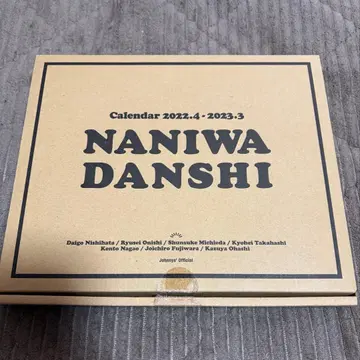 Calendar 2022.4-2023.3
NANIWA
DANSHI
Daigo Nishihata / Ryusei Onishi / Shunsuke Michieda / Kyohei Takahashi
Kento Nagao / Joichiro Fujiwara / Kazuya Ohashi
Johnnys' Official